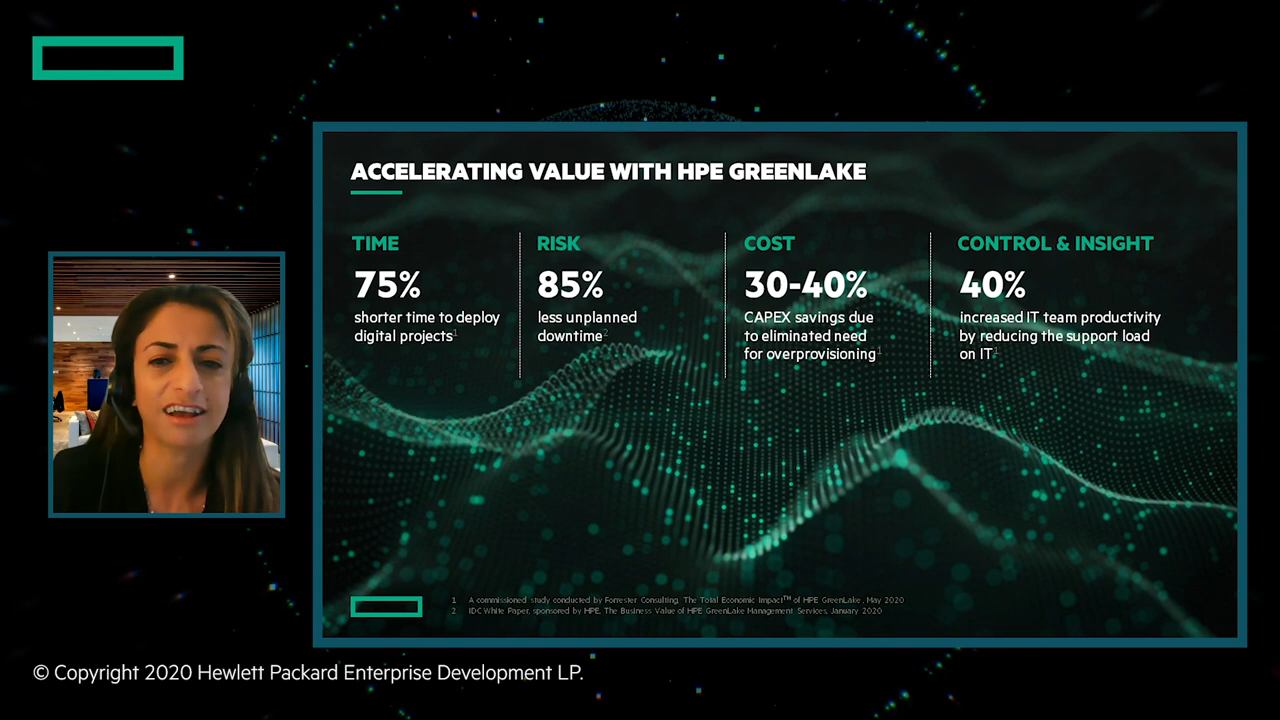 ACCELERATING VALUE WITH HPE GREENLAKE
TIME
75%
shorter time to deploy
digital projects1
RISK
85%
less unplanned
downtime2
COST
30-40%
CAPEX savings due
to eliminated need
for overprovisioning1
CONTROL & INSIGHT
40%
increased IT team productivity
by reducing the support load
on IT1
1 A commissioned study conducted by Forrester Consulting, The Total Economic Impact™ of HPE GreenLake, May 2020
2 IDC White Paper, sponsored by HPE, The Business Value of HPE GreenLake Management Services, January 2020
© Copyright 2020 Hewlett Packard Enterprise Development LP.